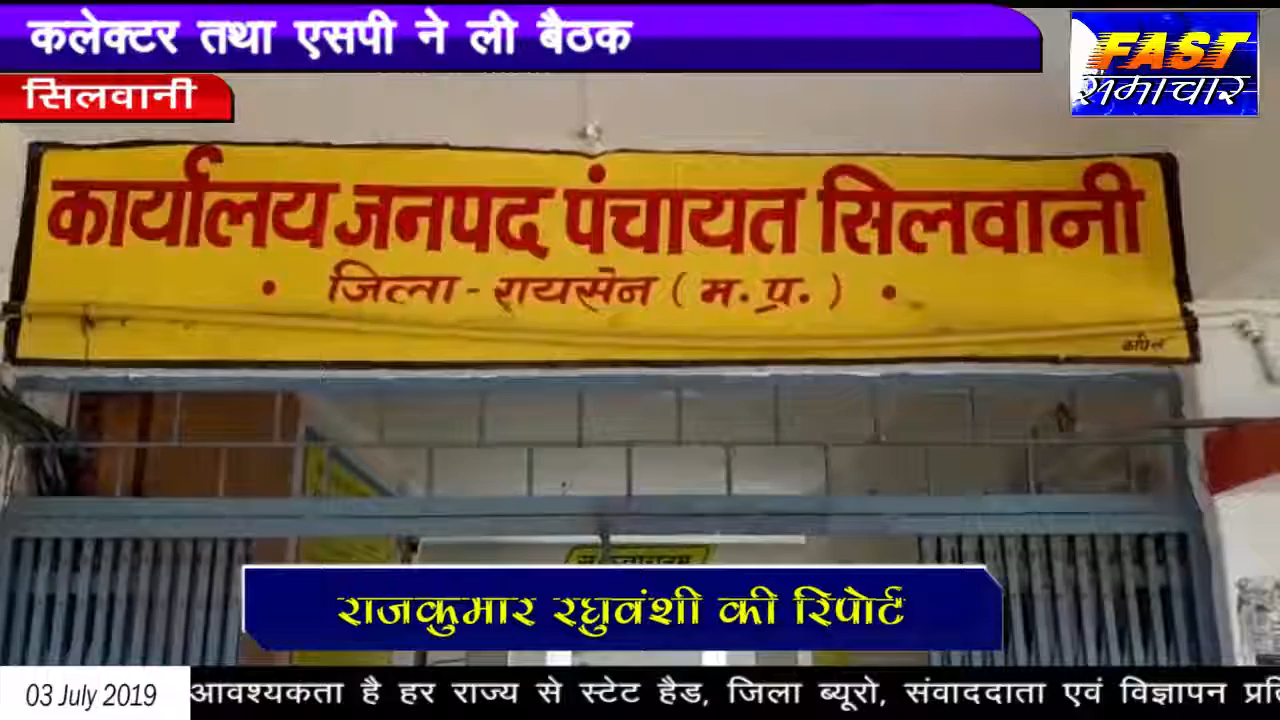 कलेक्टर तथा एसपी ने ली बैठक
FAST
समाचार
सिलवानी
कार्यालय जनपद पंचायत सिलवानी
• जिला - रायसेन ( म. प्र. ) •
कपिल
राजकुमार रघुवंशी की रिपोर्ट
03 July 2019
आवश्यकता है हर राज्य से स्टेट हैड, जिला ब्यूरो, संवाददाता एवं विज्ञापन